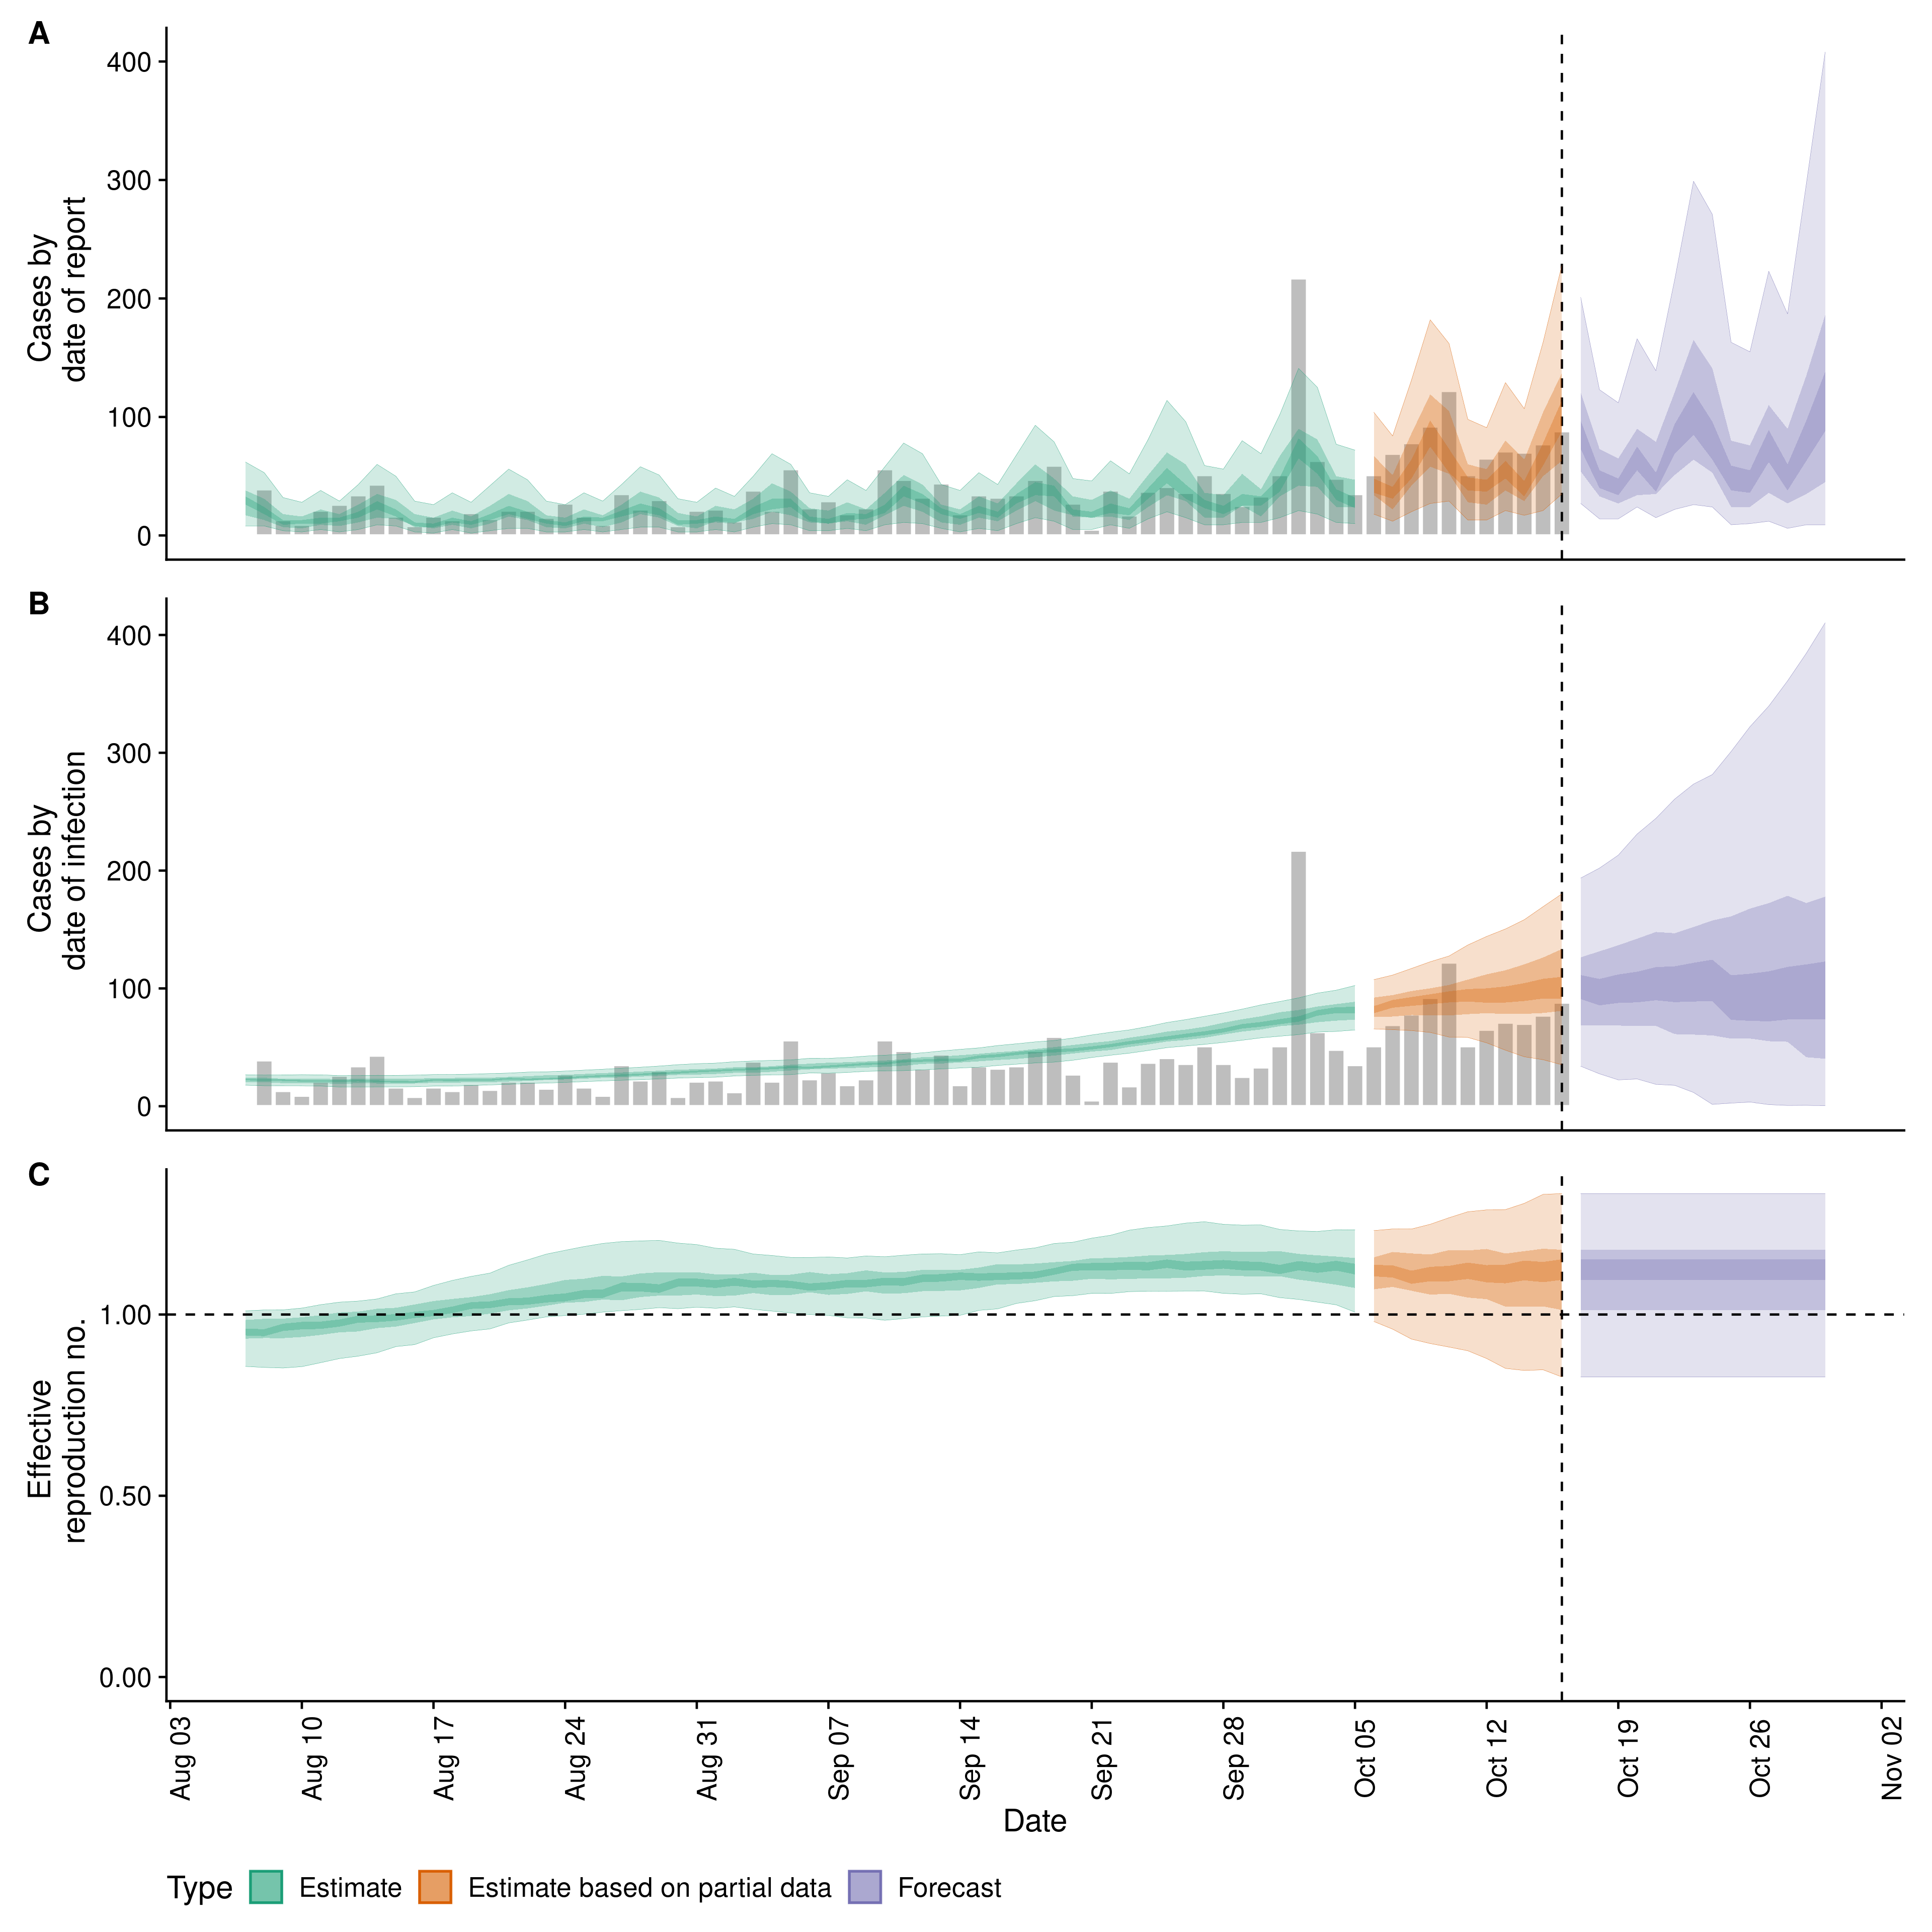 A
400
300
200
100
0
Cases by
date of report
B
400
300
200
100
0
Cases by
date of infection
C
1.00
0.50
0.00
Effective
reproduction no.
Aug 03
Aug 10
Aug 17
Aug 24
Aug 31
Sep 07
Sep 14
Sep 21
Sep 28
Oct 05
Oct 12
Oct 19
Oct 26
Nov 02
Date
Type
Estimate
Estimate based on partial data
Forecast